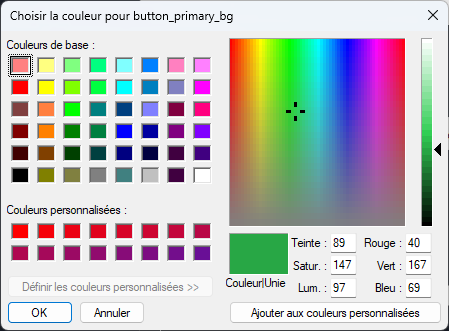 Choisir la couleur pour button_primary_bg
Couleurs de base :
Couleurs personnalisées :
Définir les couleurs personnalisées >>
OK
Annuler
Couleur|Unie
Teinte : 89
Rouge : 40
Satur. : 147
Vert : 167
Lum. : 97
Bleu : 69
Ajouter aux couleurs personnalisées